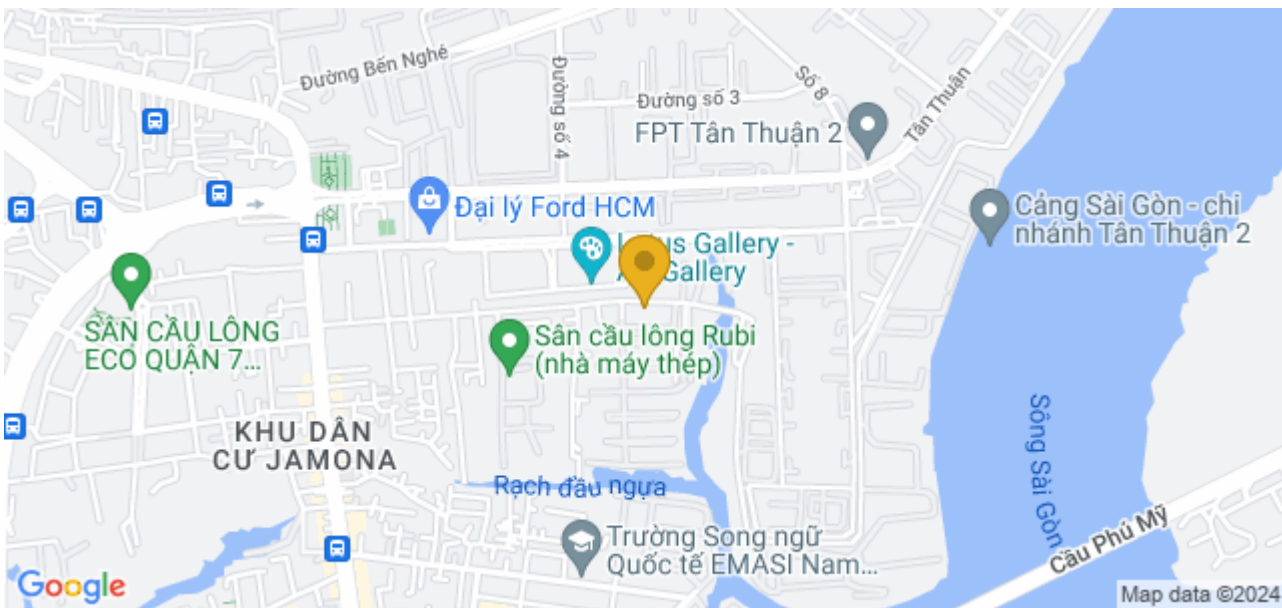 Đường Bến Nghé
Đường số 4
Đường số 3
Số 8
Tân Thuận
FPT Tân Thuận 2
Đại lý Ford HCM
Cảng Sài Gòn - chi
nhánh Tân Thuận 2
Gallery -
Gallery
SÂN CẦU LÔNG
ECO QUẬN 7...
Sân cầu lông Rubi
(nhà máy thép)
KHU DÂN
CƯ JAMONA
Rạch đầu ngựa
Sông Sài Gòn
Cầu Phú Mỹ
Trường Song ngữ
Quốc tế EMASI Nam...
Google
Map data ©2024